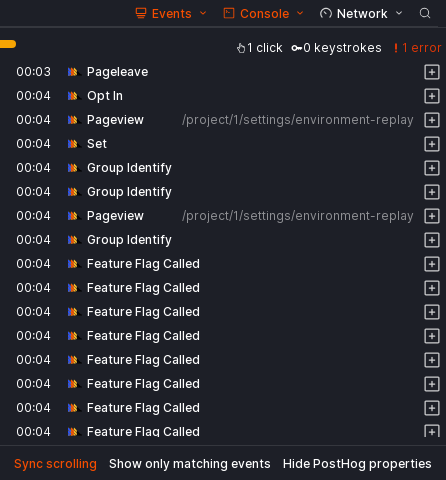 Events Console Network
1 click 0 keystrokes ! 1 error
00:03 Pageleave
00:04 Opt In
00:04 Pageview /project/1/settings/environment-replay
00:04 Set
00:04 Group Identify
00:04 Group Identify
00:04 Pageview /project/1/settings/environment-replay
00:04 Group Identify
00:04 Feature Flag Called
00:04 Feature Flag Called
00:04 Feature Flag Called
00:04 Feature Flag Called
00:04 Feature Flag Called
00:04 Feature Flag Called
00:04 Feature Flag Called
00:04 Feature Flag Called
Sync scrolling Show only matching events Hide PostHog properties